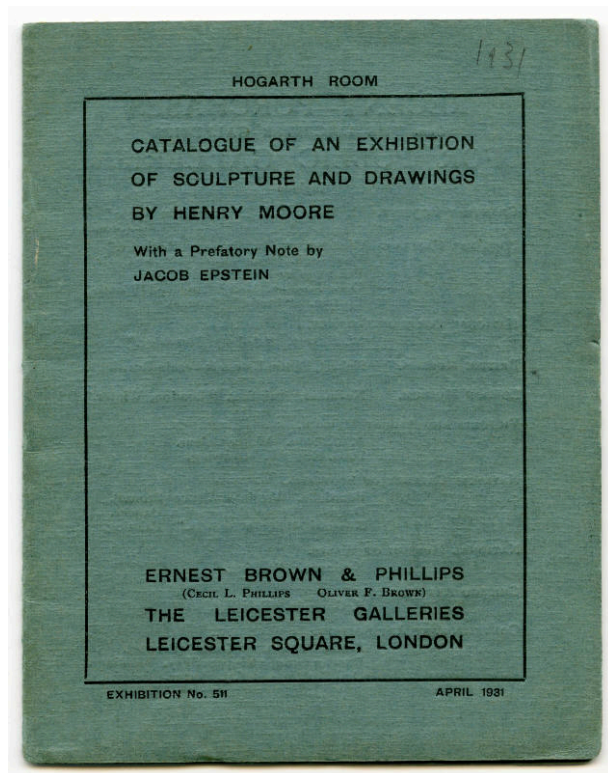 1931
HOGARTH ROOM
CATALOGUE OF AN EXHIBITION
OF SCULPTURE AND DRAWINGS
BY HENRY MOORE
With a Prefatory Note by
JACOB EPSTEIN
ERNEST BROWN & PHILLIPS
(CECIL L. PHILLIPS OLIVER F. BROWN)
THE LEICESTER GALLERIES
LEICESTER SQUARE, LONDON
EXHIBITION No. 511 APRIL 1931